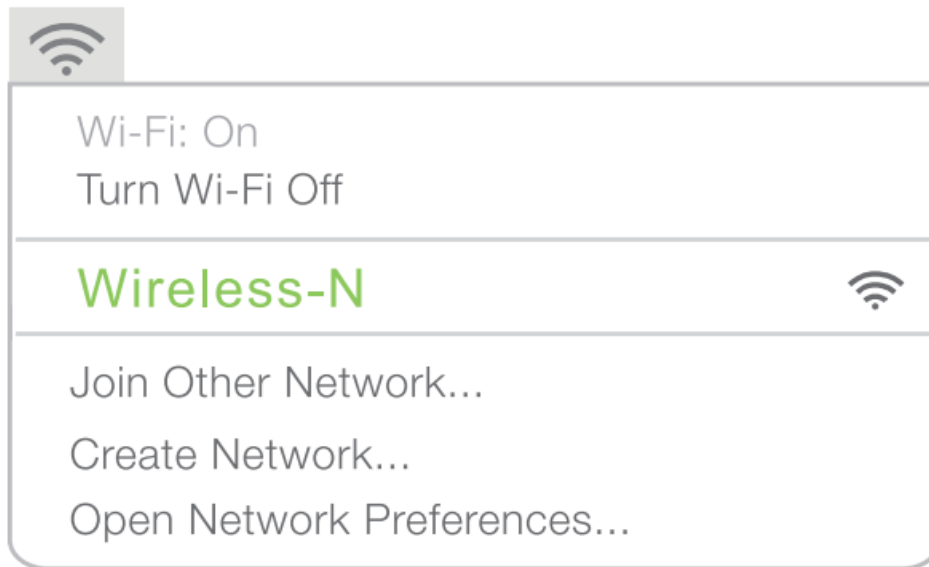 Wi-Fi: On
Turn Wi-Fi Off
Wireless-N
Join Other Network...
Create Network...
Open Network Preferences...